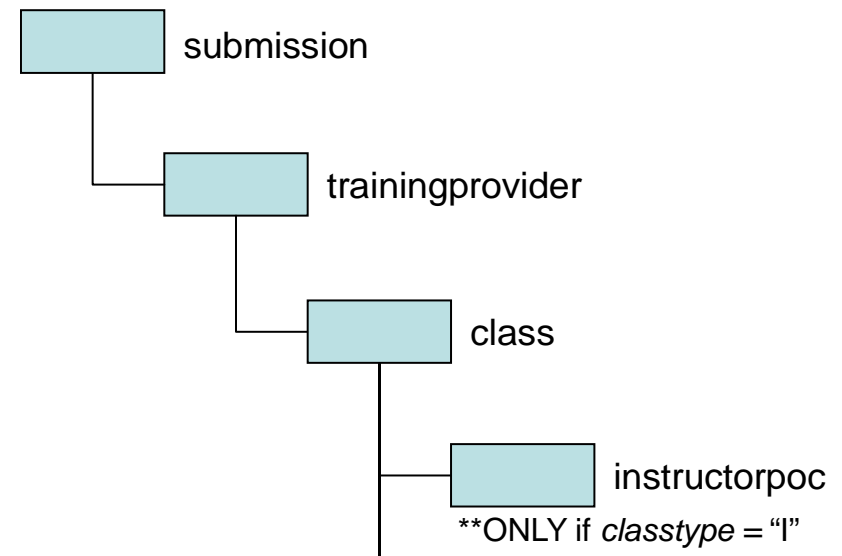 submission
trainingprovider
class
instructorpoc
**ONLY if classtype = “I”